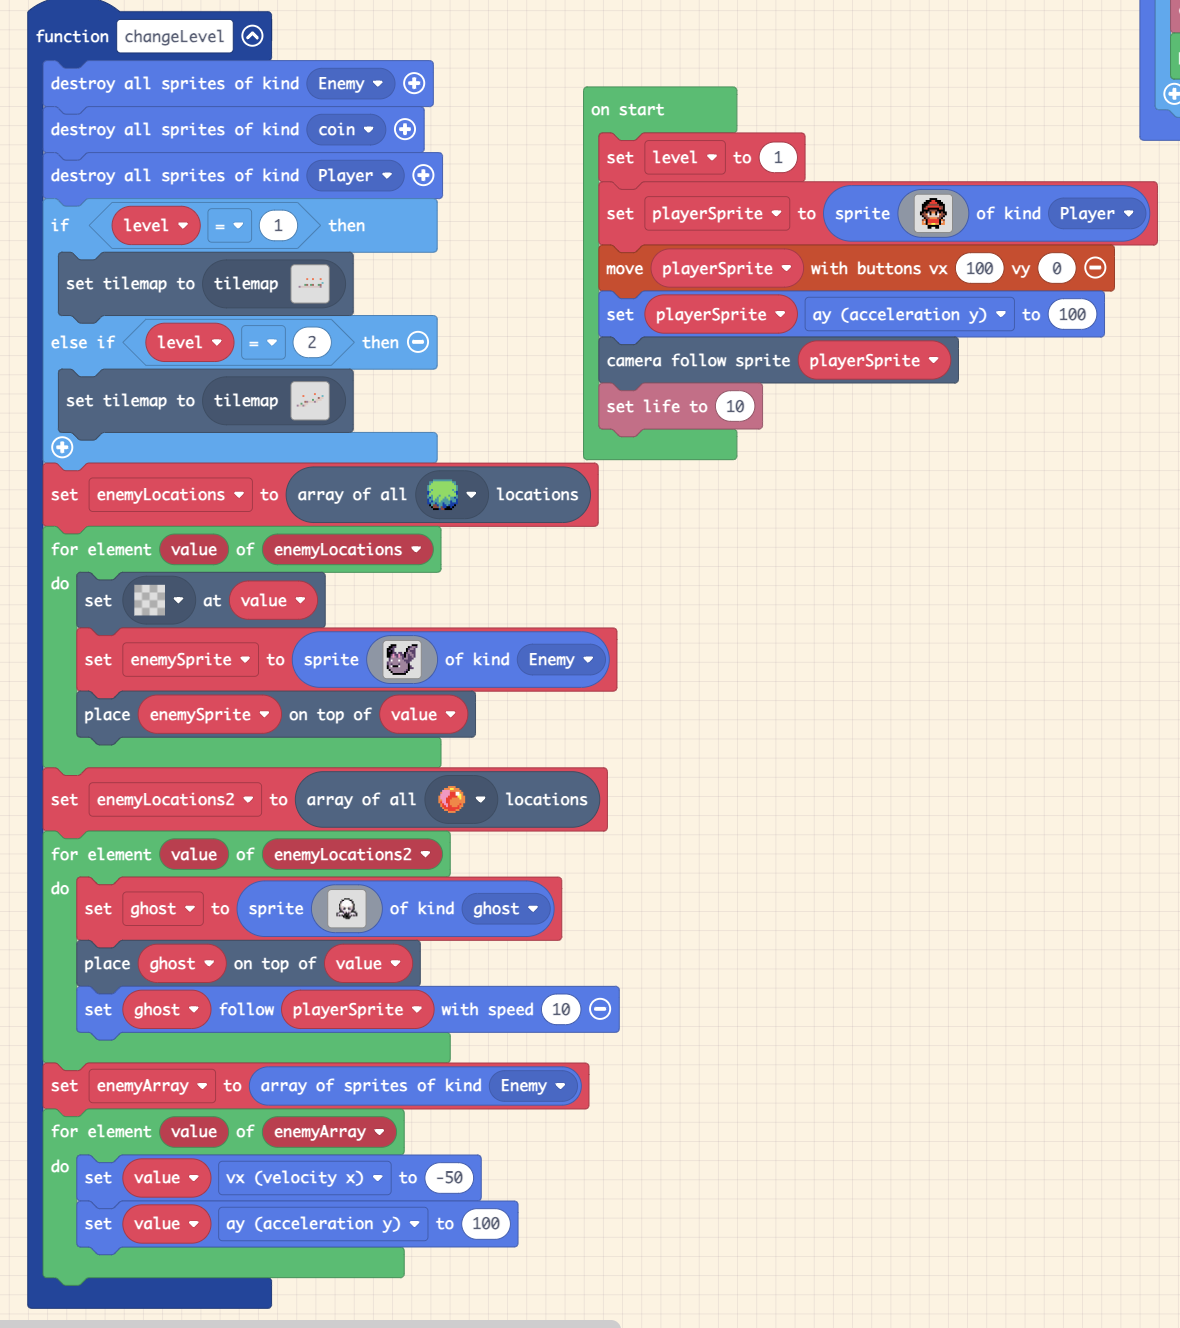 function changeLevel
destroy all sprites of kind Enemy
destroy all sprites of kind coin
destroy all sprites of kind Player
if level = 1 then
set tilemap to tilemap
else if level = 2 then
set tilemap to tilemap
set enemyLocations to array of all locations
for element value of enemyLocations
do
set at value
set enemySprite to sprite of kind Enemy
place enemySprite on top of value
set enemyLocations2 to array of all locations
for element value of enemyLocations2
do
set ghost to sprite of kind ghost
place ghost on top of value
set ghost follow playerSprite with speed 10
set enemyArray to array of sprites of kind Enemy
for element value of enemyArray
do
set value vx (velocity x) to -50
set value ay (acceleration y) to 100
on start
set level to 1
set playerSprite to sprite of kind Player
move playerSprite with buttons vx 100 vy 0
set playerSprite ay (acceleration y) to 100
camera follow sprite playerSprite
set life to 10